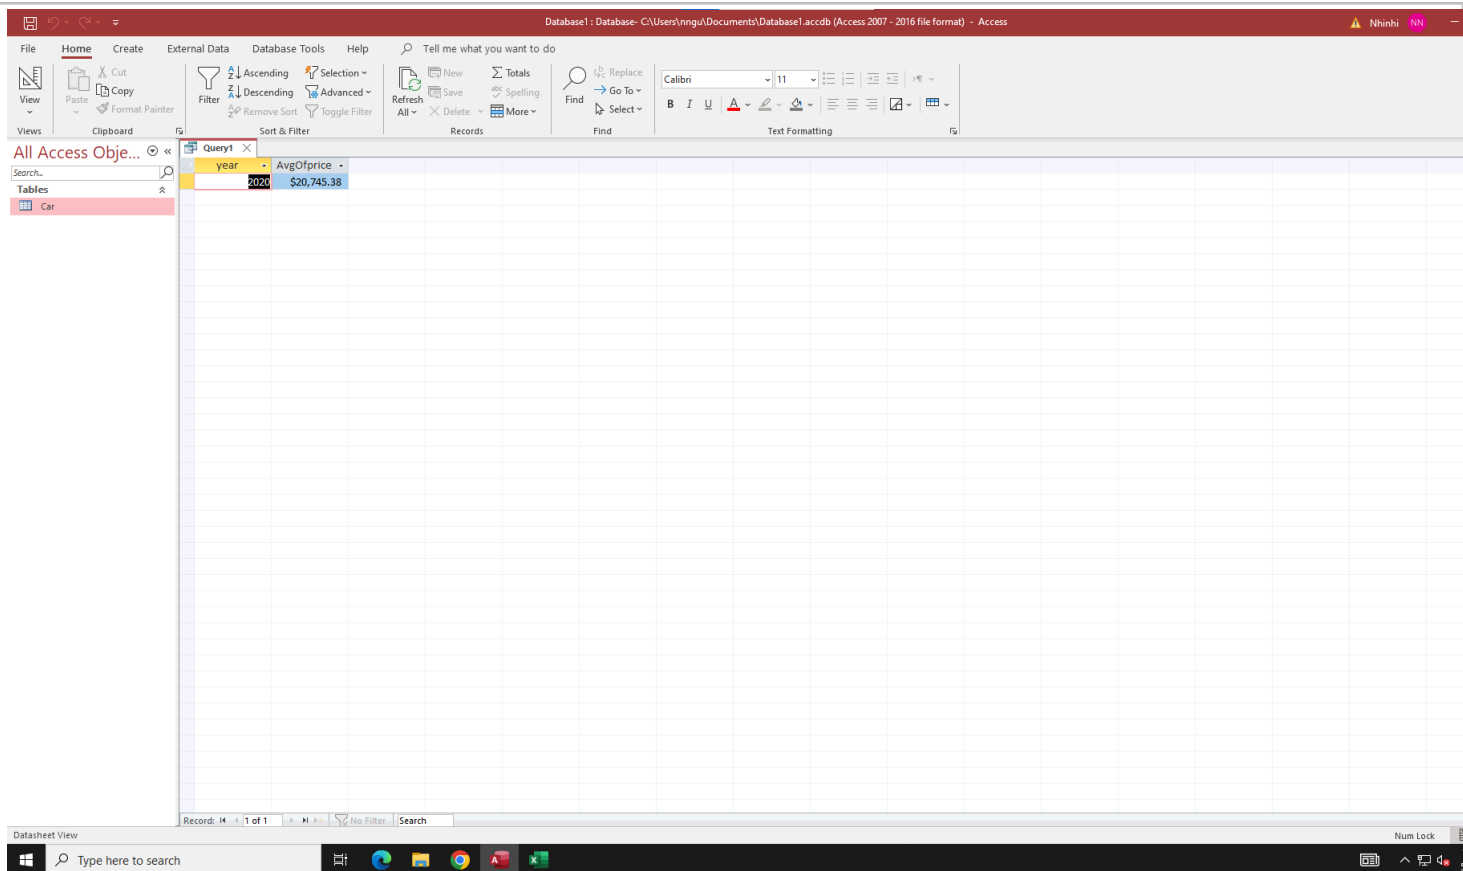 Database1 : Database- C:\Users\nngu\Documents\Database1.accdb (Access 2007 - 2016 file format) - Access
Nhinhi NN
File Home Create External Data Database Tools Help Tell me what you want to do
View
Paste
Cut
Copy
Format Painter
Filter
Ascending
Descending
Remove Sort
Selection
Advanced
Toggle Filter
Refresh
All
New
Save
Delete
Totals
Spelling
More
Find
Replace
Go To
Select
Calibri 11
B I U A
Views Clipboard Sort & Filter Records Find Text Formatting
All Access Obje...
Search...
Tables
Car
Query1
year AvgOfprice
2020 $20,745.38
Record: 1 of 1 No Filter Search
Datasheet View Num Lock
Type here to search